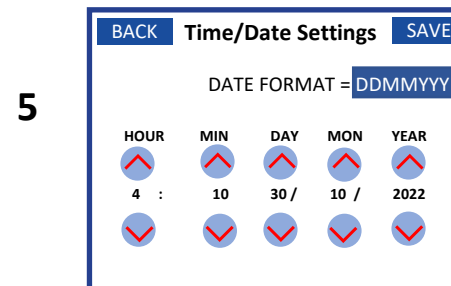 BACK Time/Date Settings SAVE
DATE FORMAT = DDMMYYY
5
HOUR MIN DAY MON YEAR
4 : 10 30 / 10 / 2022